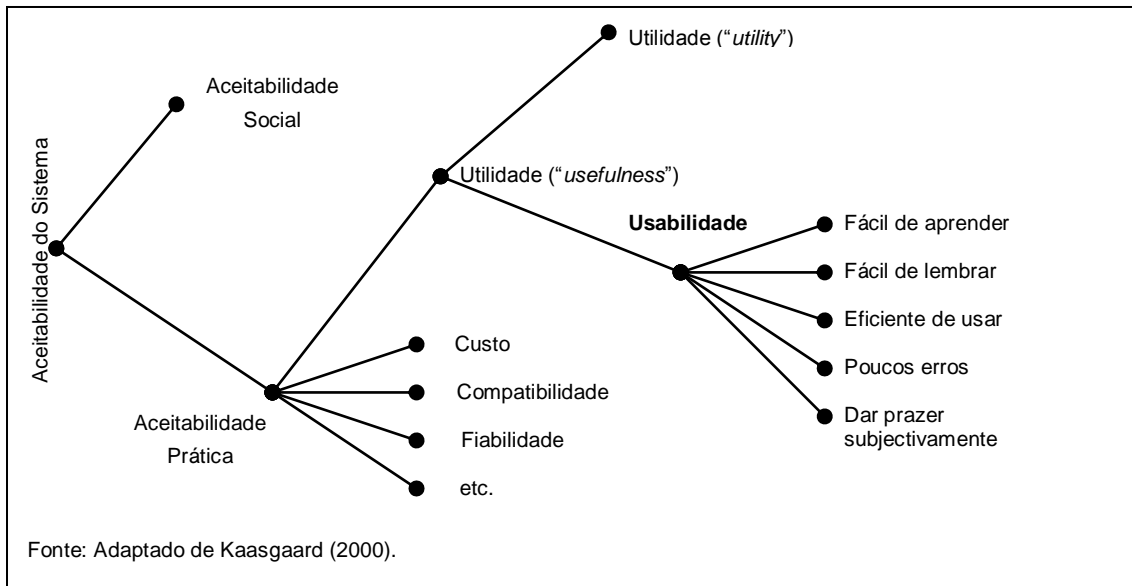 Utilidade (“utility”)
Aceitabilidade
Social
Aceitabilidade do Sistema
Utilidade (“usefulness”)
Usabilidade
Fácil de aprender
Fácil de lembrar
Eficiente de usar
Poucos erros
Dar prazer
subjectivamente
Custo
Compatibilidade
Fiabilidade
etc.
Aceitabilidade
Prática
Fonte: Adaptado de Kaasgaard (2000).